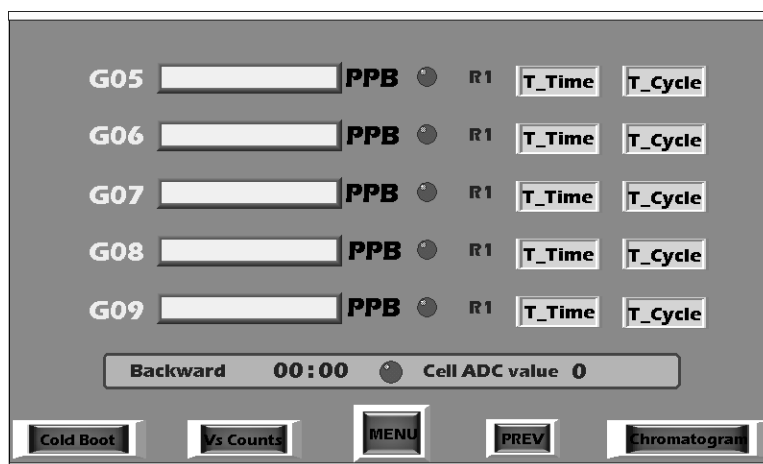 G05 PPB R1 T_Time T_Cycle
G06 PPB R1 T_Time T_Cycle
G07 PPB R1 T_Time T_Cycle
G08 PPB R1 T_Time T_Cycle
G09 PPB R1 T_Time T_Cycle
Backward 00:00 Cell ADC value 0
Cold Boot Vs Counts MENU PREV Chromatogram